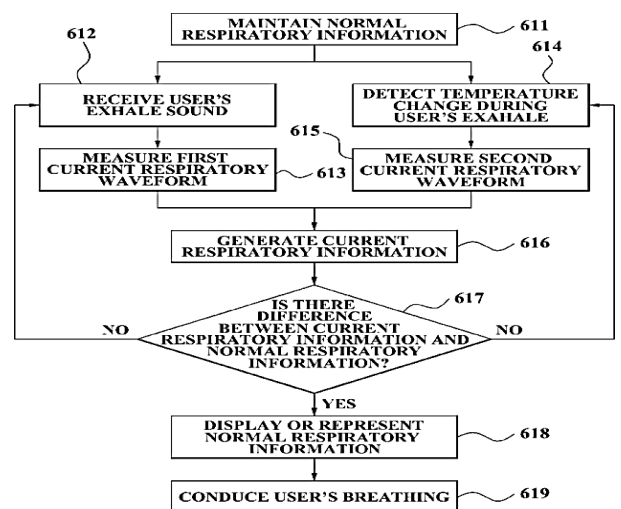 MAINTAIN NORMAL
RESPIRATORY INFORMATION
611
612
614
RECEIVE USER'S
EXHALE SOUND
DETECT TEMPERATURE
CHANGE DURING
USER'S EXAHALE
615
MEASURE FIRST
CURRENT RESPIRATORY
WAVEFORM
613
MEASURE SECOND
CURRENT RESPIRATORY
WAVEFORM
GENERATE CURRENT
RESPIRATORY INFORMATION
616
617
IS THERE
DIFFERENCE
BETWEEN CURRENT
RESPIRATORY INFORMATION AND
NORMAL RESPIRATORY
INFORMATION?
NO
NO
YES
DISPLAY OR REPRESENT
NORMAL RESPIRATORY
INFORMATION
618
CONDUCE USER'S BREATHING
619